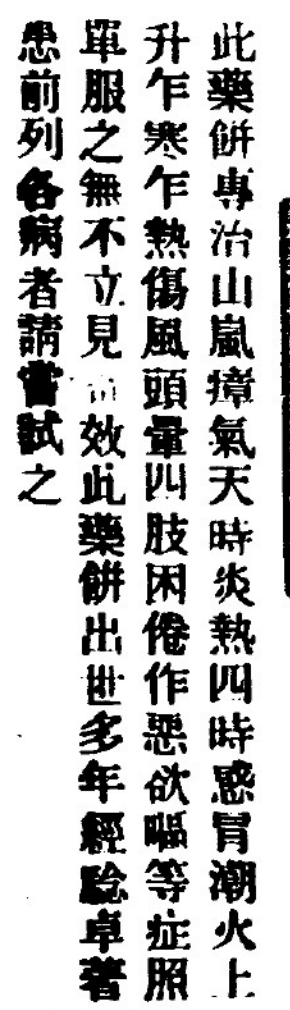 此藥餅專治山嵐瘴氣天時炎熱四時感冒潮火上
升乍寒乍熱傷風頭暈四肢困倦作惡欲嘔等症照
單服之無不立見效此藥餅出世多年經驗卓著
患前列各病者請嘗試之